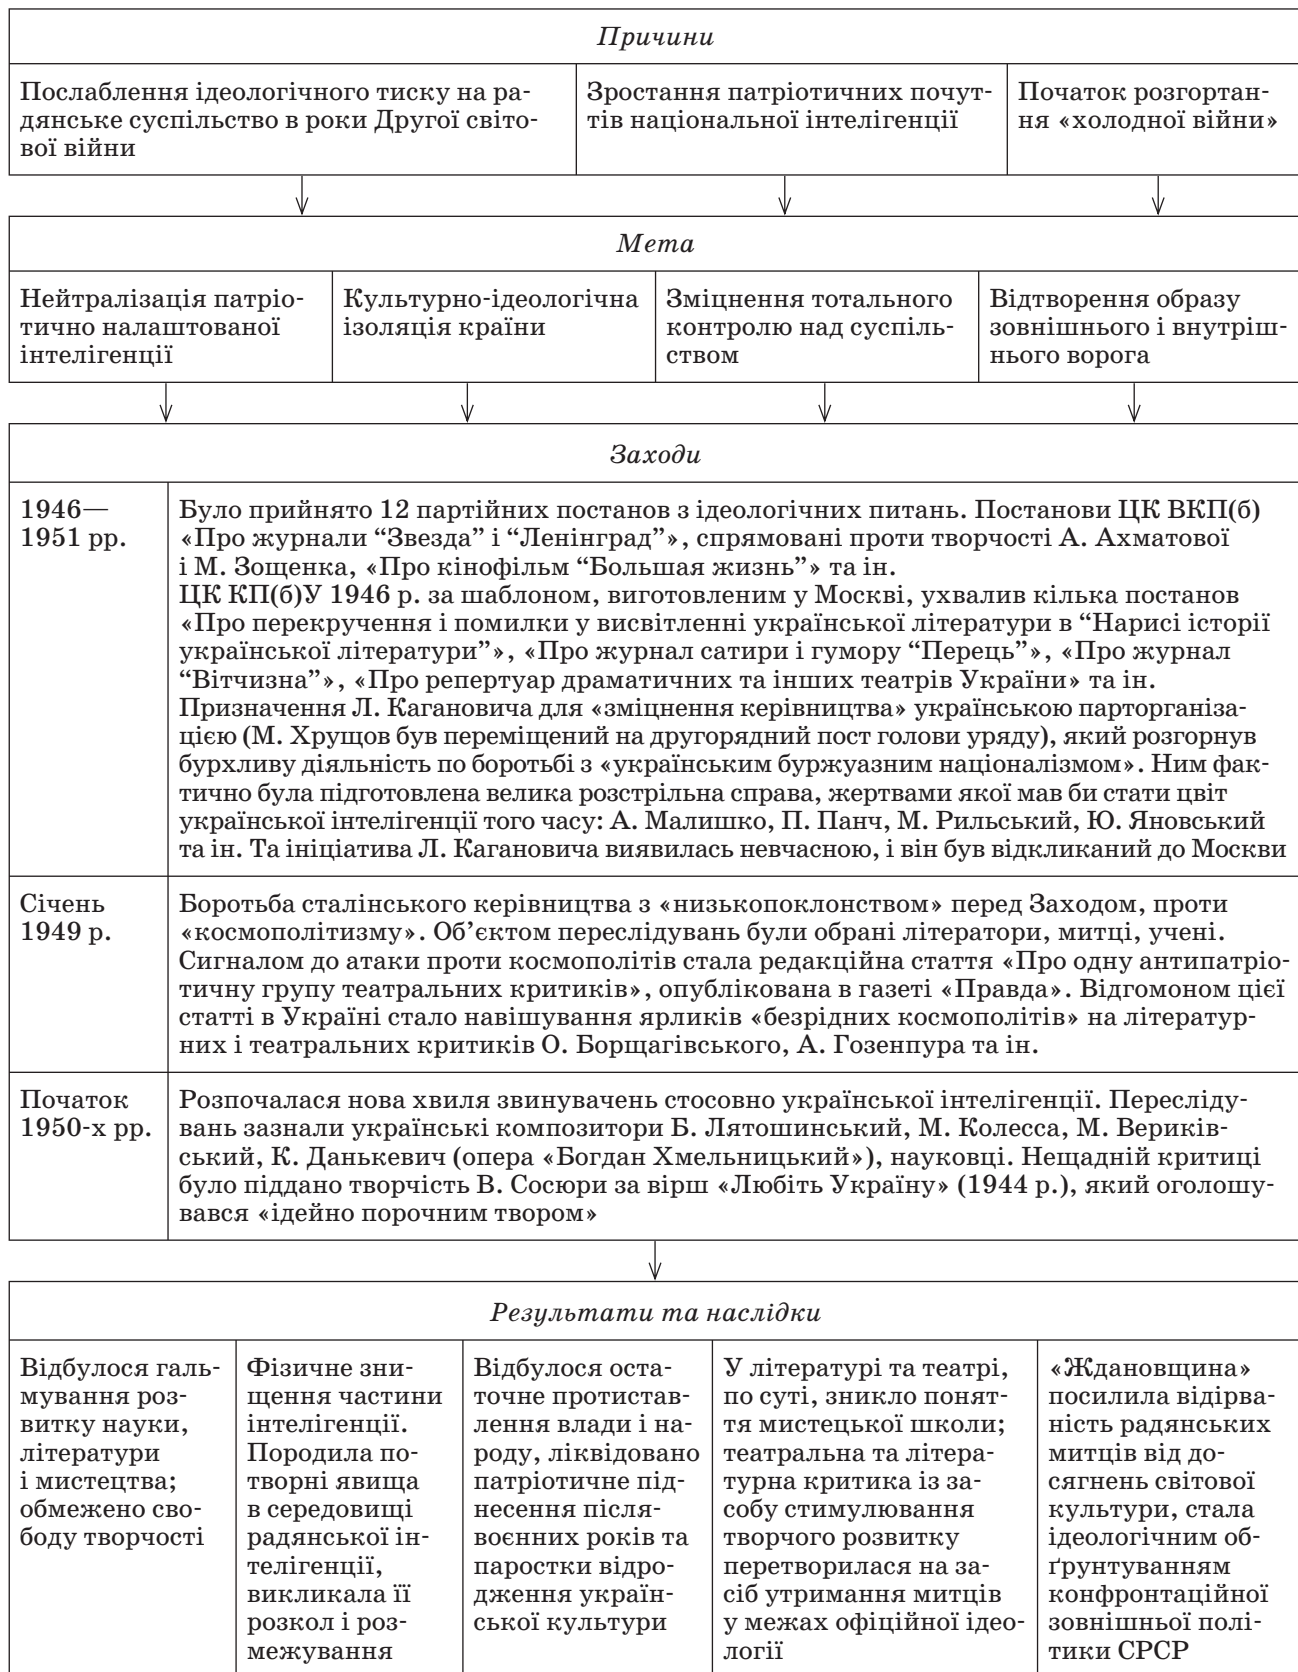 Причини
Послаблення ідеологічного тиску на ра-
дянське суспільство в роки Другої світо-
вої війни
Зростання патріотичних почут-
тів національної інтелігенції
Початок розгортан-
ня «холодної війни»
Мета
Нейтралізація патріо-
тично налаштованої
інтелігенції
Культурно-ідеологічна
ізоляція країни
Зміцнення тотального
контролю над суспіль-
ством
Відтворення образу
зовнішнього і внутріш-
нього ворога
Заходи
1946—
1951 рр.
Було прийнято 12 партійних постанов з ідеологічних питань. Постанови ЦК ВКП(б)
«Про журнали “Звезда” і “Ленінград”», спрямовані проти творчості А. Ахматової
і М. Зощенка, «Про кінофільм “Большая жизнь”» та ін.
ЦК КП(б)У 1946 р. за шаблоном, виготовленим у Москві, ухвалив кілька постанов
«Про перекручення і помилки у висвітленні української літератури в “Нарисі історії
української літератури”», «Про журнал сатири і гумору “Перець”», «Про журнал
“Вітчизна”», «Про репертуар драматичних та інших театрів України» та ін.
Призначення Л. Кагановича для «зміцнення керівництва» українською парторганіза-
цією (М. Хрущов був переміщений на другорядний пост голови уряду), який розгорнув
бурхливу діяльність по боротьбі з «українським буржуазним націоналізмом». Ним фак-
тично була підготовлена велика розстрільна справа, жертвами якої мав би стати цвіт
української інтелігенції того часу: А. Малишко, П. Панч, М. Рильський, Ю. Яновський
та ін. Та ініціатива Л. Кагановича виявилась невчасною, і він був відкликаний до Москви
Січень
1949 р.
Боротьба сталінського керівництва з «низькопоклонством» перед Заходом, проти
«космополітизму». Об’єктом переслідувань були обрані літератори, митці, учені.
Сигналом до атаки проти космополітів стала редакційна стаття «Про одну антипатріо-
тичну групу театральних критиків», опублікована в газеті «Правда». Відгомоном цієї
статті в Україні стало навішування ярликів «безрідних космополітів» на літератур-
них і театральних критиків О. Борщагівського, А. Гозенпура та ін.
Початок
1950-х рр.
Розпочалася нова хвиля звинувачень стосовно української інтелігенції. Пересліду-
вань зазнали українські композитори Б. Лятошинський, М. Колесса, М. Вериків-
ський, К. Данькевич (опера «Богдан Хмельницький»), науковці. Нещадній критиці
було піддано творчість В. Сосюри за вірш «Любіть Україну» (1944 р.), який оголошу-
вався «ідейно порочним твором»
Результати та наслідки
Відбулося галь-
мування роз-
витку науки,
літератури
і мистецтва;
обмежено сво-
боду творчості
Фізичне зни-
щення частини
інтелігенції.
Породила по-
творні явища
в середовищі
радянської ін-
телігенції,
викликала її
розкол і роз-
межування
Відбулося оста-
точне протистав-
лення влади і на-
роду, ліквідовано
патріотичне під-
несення після-
воєнних років та
паростки відро-
дження україн-
ської культури
У літературі та театрі,
по суті, зникло понят-
тя мистецької школи;
театральна та літера-
турна критика із за-
собу стимулювання
творчого розвитку
перетворилася на за-
сіб утримання митців
у межах офіційної ідео-
логії
«Ждановщина»
посилила відірва-
ність радянських
митців від до-
сягнень світової
культури, стала
ідеологічним об-
ґрунтуванням
конфронтаційної
зовнішньої полі-
тики СРСР